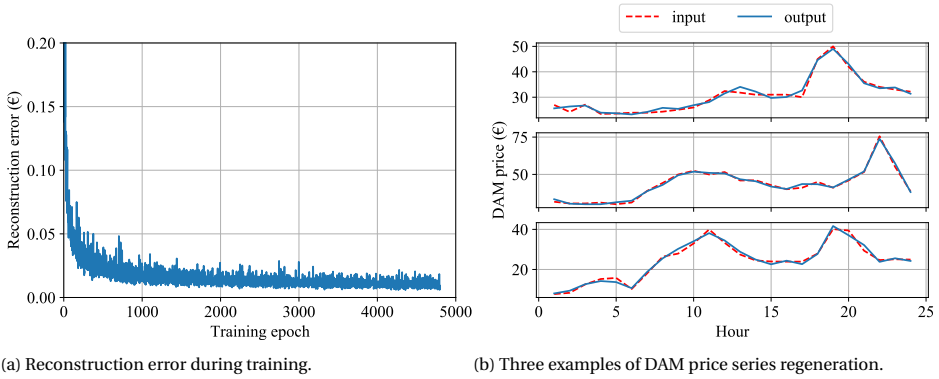 input output
0.20
0.15
0.10
0.05
0.00
Reconstruction error (€)
0 1000 2000 3000 4000 5000
Training epoch
50
40
30
75
50
40
20
DAM price (€)
0 5 10 15 20 25
Hour
(a) Reconstruction error during training.
(b) Three examples of DAM price series regeneration.